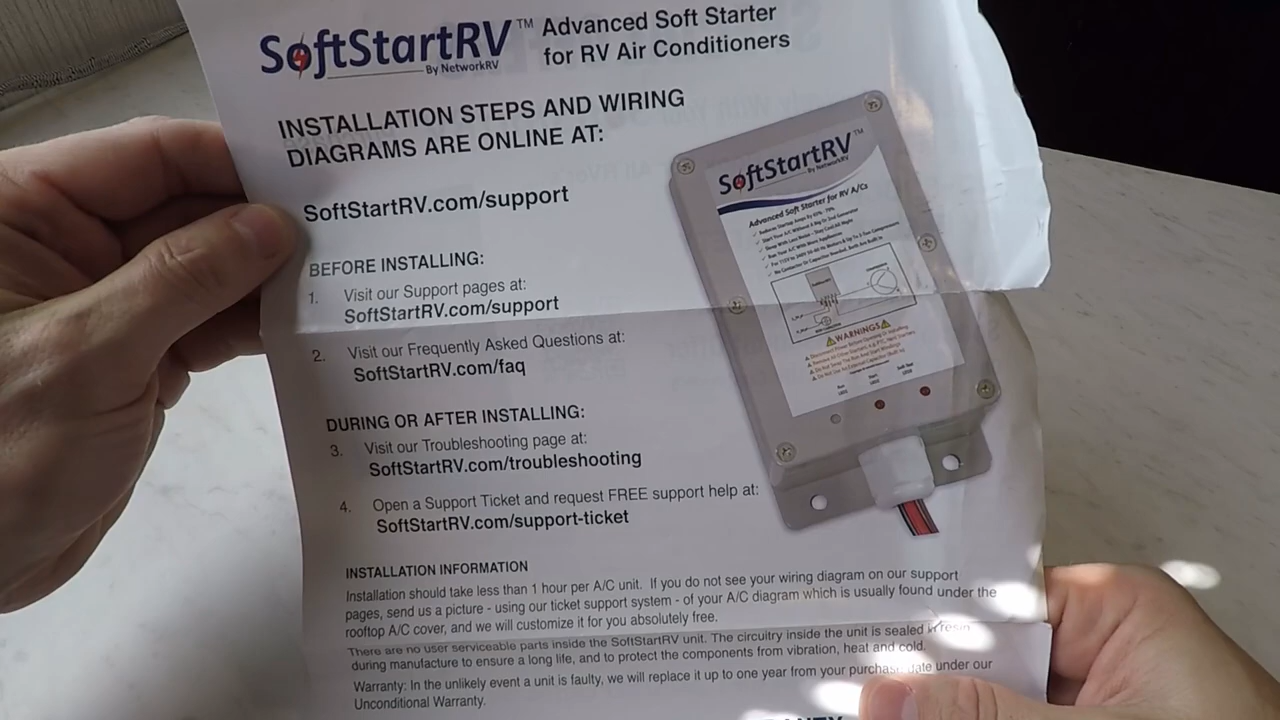 SoftStartRV™
By NetworkRV
Advanced Soft Starter
for RV Air Conditioners
INSTALLATION STEPS AND WIRING
DIAGRAMS ARE ONLINE AT:
SoftStartRV.com/support
BEFORE INSTALLING:
1. Visit our Support pages at:
SoftStartRV.com/support
2. Visit our Frequently Asked Questions at:
SoftStartRV.com/faq
DURING OR AFTER INSTALLING:
3. Visit our Troubleshooting page at:
SoftStartRV.com/troubleshooting
4. Open a Support Ticket and request FREE support help at:
SoftStartRV.com/support-ticket
SoftStartRV™
By NetworkRV
Advanced Soft Starter for RV A/Cs
⚠WARNINGS⚠
INSTALLATION INFORMATION
Installation should take less than 1 hour per A/C unit. If you do not see your wiring diagram on our support
pages, send us a picture - using our ticket support system - of your A/C diagram which is usually found under the
rooftop A/C cover, and we will customize it for you absolutely free.
There are no user serviceable parts inside the SoftStartRV unit. The circuitry inside the unit is sealed in resin
during manufacture to ensure a long life, and to protect the components from vibration, heat and cold.
Warranty: In the unlikely event a unit is faulty, we will replace it up to one year from your purchase date under our
Unconditional Warranty.